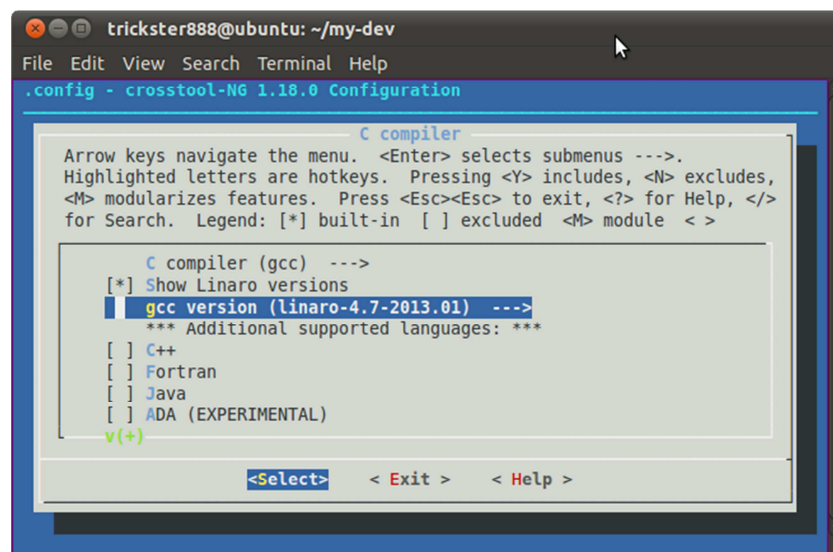 trickster888@ubuntu: ~/my-dev
File Edit View Search Terminal Help
.config - crosstool-NG 1.18.0 Configuration
C compiler
Arrow keys navigate the menu. <Enter> selects submenus --->.
Highlighted letters are hotkeys. Pressing <Y> includes, <N> excludes,
<M> modularizes features. Press <Esc><Esc> to exit, <?> for Help, </>
for Search. Legend: [*] built-in [ ] excluded <M> module < >
C compiler (gcc) --->
[*] Show Linaro versions
gcc version (linaro-4.7-2013.01) --->
*** Additional supported languages: ***
[ ] C++
[ ] Fortran
[ ] Java
[ ] ADA (EXPERIMENTAL)
v(+)
<Select> < Exit > < Help >